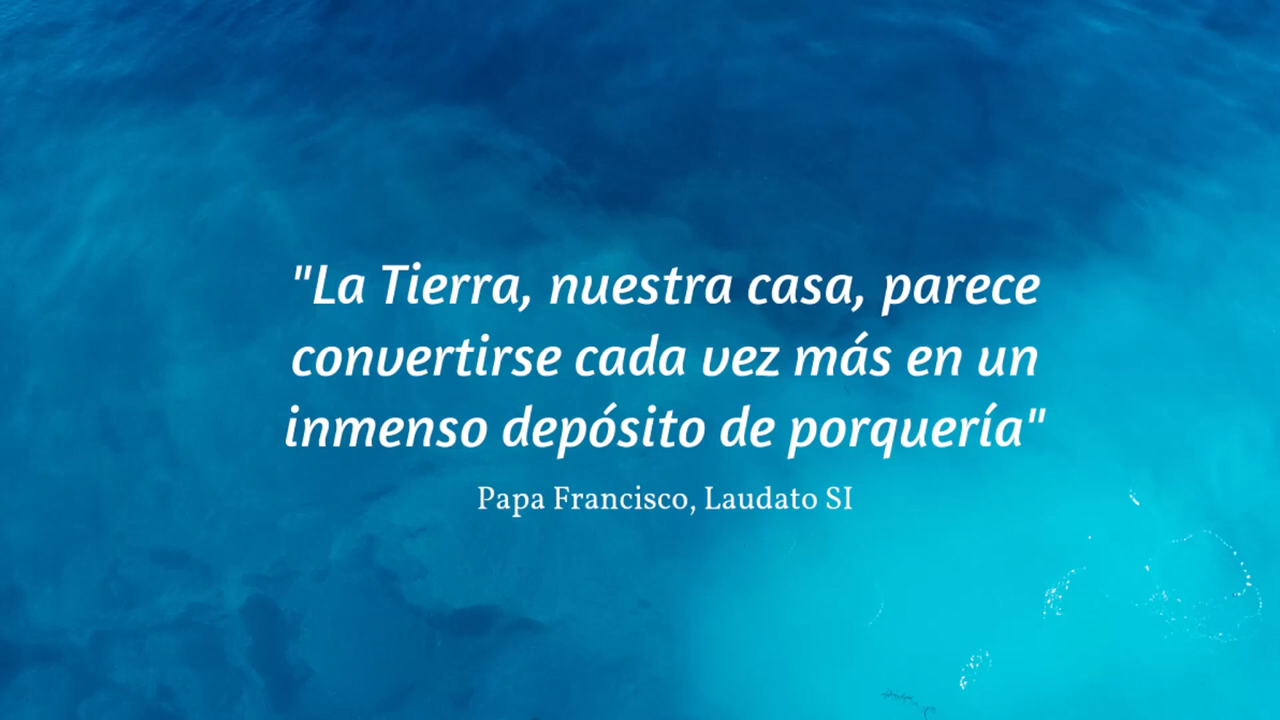 "La Tierra, nuestra casa, parece
convertirse cada vez más en un
inmenso depósito de porquería"
Papa Francisco, Laudato SI